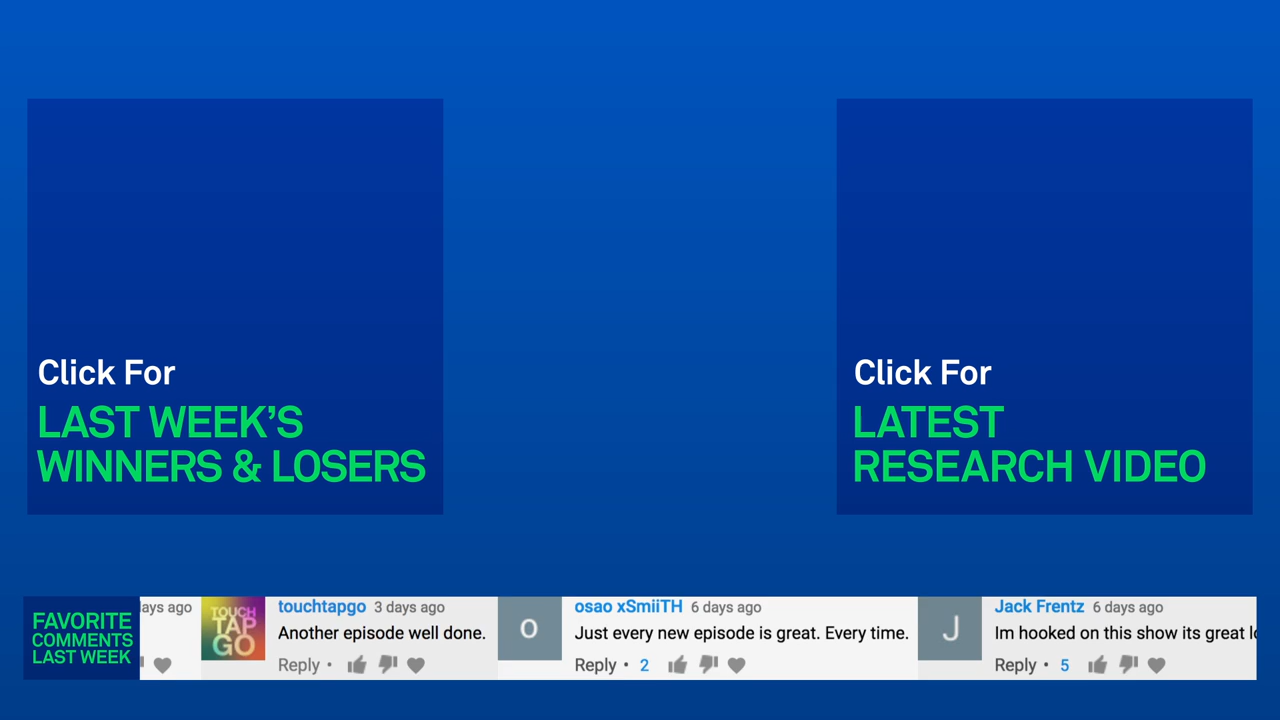 Click For
LAST WEEK'S
WINNERS & LOSERS
Click For
LATEST
RESEARCH VIDEO
FAVORITE
COMMENTS
LAST WEEK
ays ago
TOUCH
TAP
GO
touchtapgo 3 days ago
Another episode well done.
Reply •
o
osao xSmiiTH 6 days ago
Just every new episode is great. Every time.
Reply • 2
J
Jack Frentz 6 days ago
Im hooked on this show its great
Reply • 5